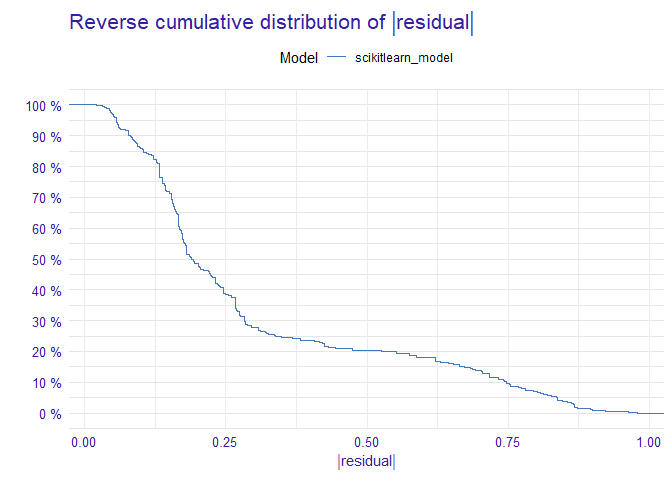 Reverse cumulative distribution of |residual|
Model scikitlearn_model
100 %
90 %
80 %
70 %
60 %
50 %
40 %
30 %
20 %
10 %
0 %
0.00 0.25 0.50 0.75 1.00
|residual|